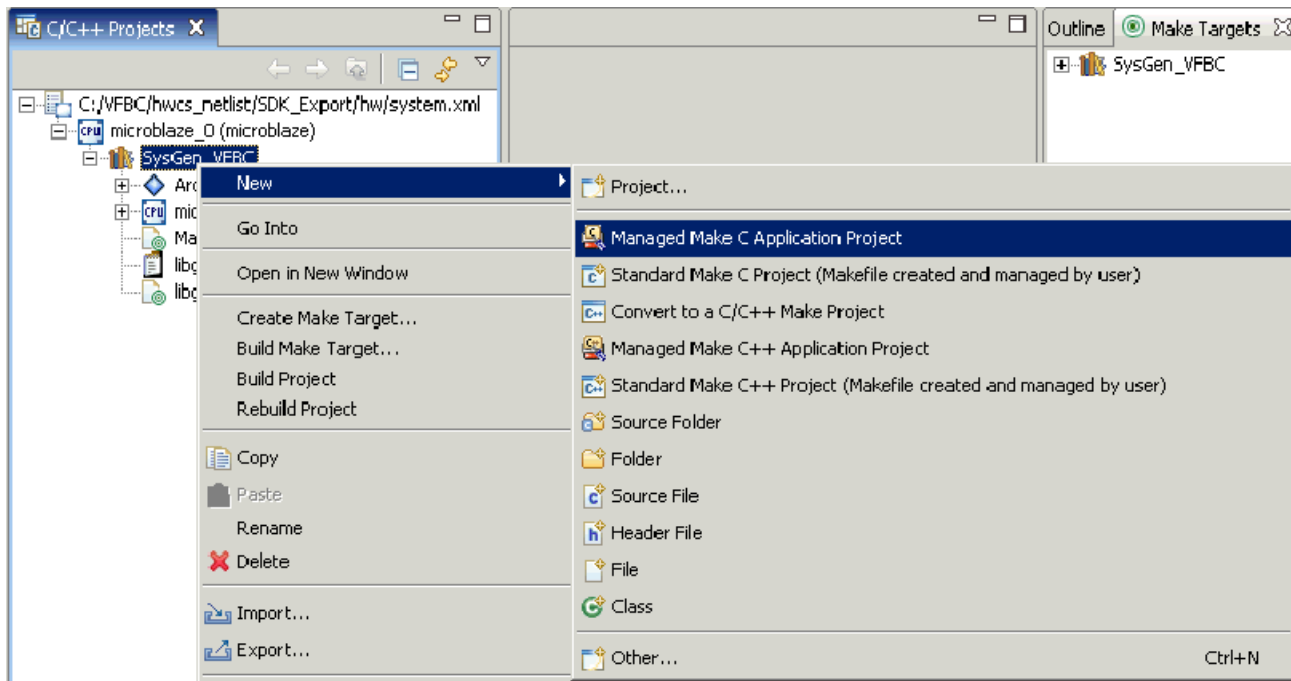 C/C++ Projects
Outline
Make Targets
SysGen_VFBC
C:/VFBC/hwcs_netlist/SDK_Export/hw/system.xml
microblaze_0 (microblaze)
SysGen_VFBC
New
Go Into
Open in New Window
Create Make Target...
Build Make Target...
Build Project
Rebuild Project
Copy
Paste
Rename
Delete
Import...
Export...
Project...
Managed Make C Application Project
Standard Make C Project (Makefile created and managed by user)
Convert to a C/C++ Make Project
Managed Make C++ Application Project
Standard Make C++ Project (Makefile created and managed by user)
Source Folder
Folder
Source File
Header File
File
Class
Other... Ctrl+N